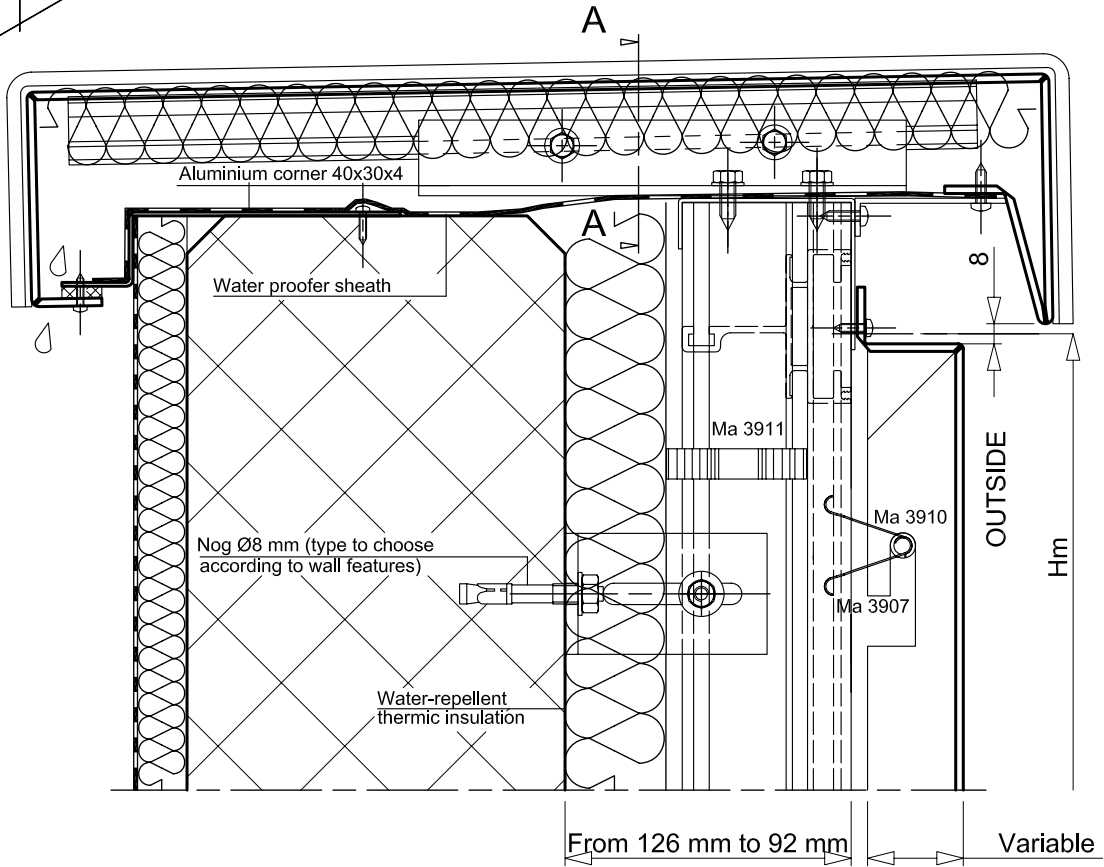 A
Aluminium corner 40x30x4
A
8
Water proofer sheath
Ma 3911
OUTSIDE
Ma 3910
Hm
Nog Ø8 mm (type to choose
according to wall features)
Ma 3907
Water-repellent
thermic insulation
From 126 mm to 92 mm
Variable